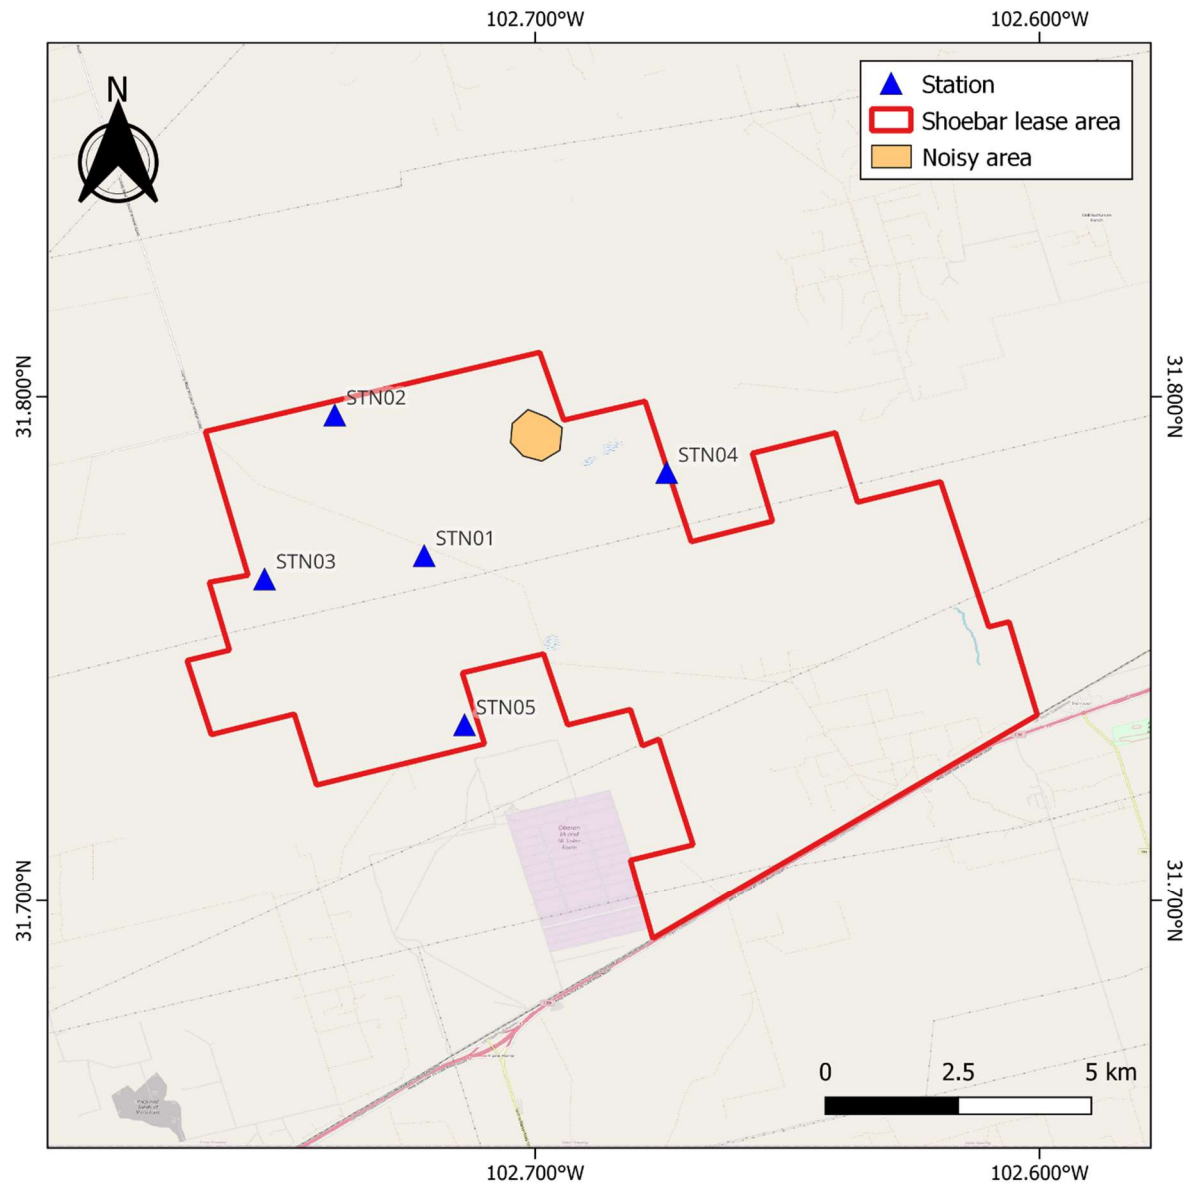 102.700°W
102.600°W
N
Station
Shoebar lease area
Noisy area
31.800°N
31.800°N
STN02
STN04
STN01
STN03
STN05
31.700°N
31.700°N
0
2.5
5 km
102.700°W
102.600°W